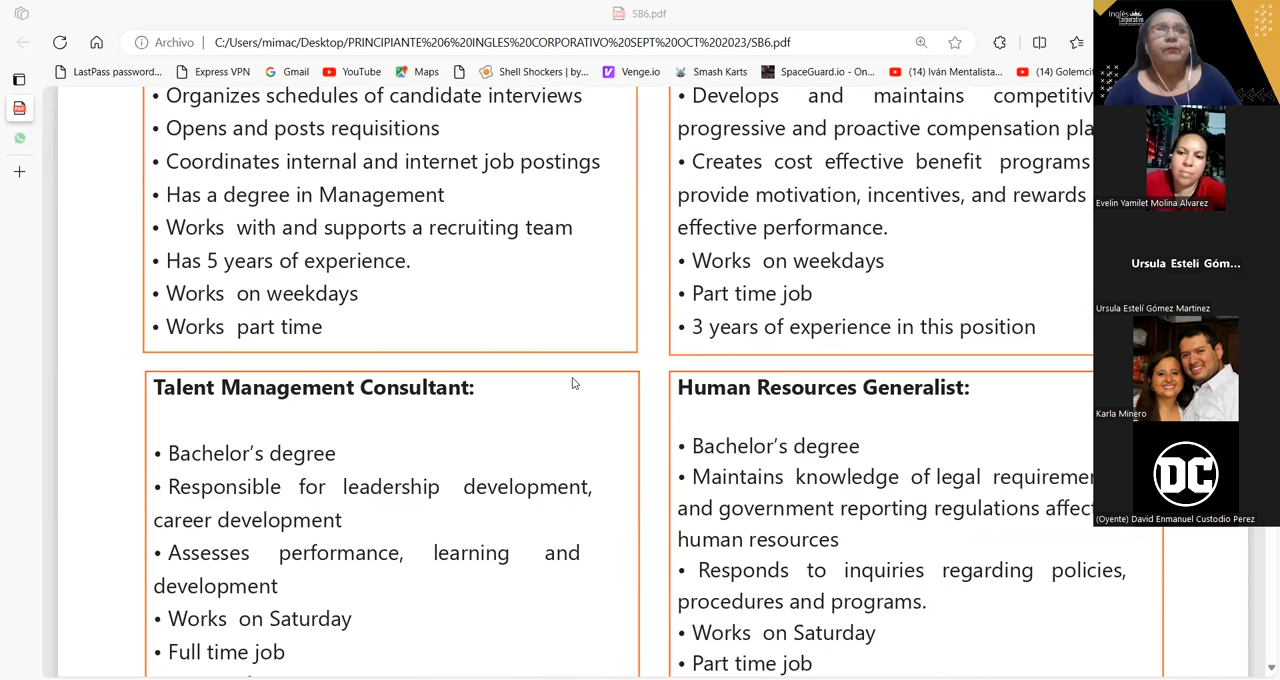 SB6.pdf
Archivo
C:/Users/mimac/Desktop/PRINCIPIANTE%206%20INGLES%20CORPORATIVO%20SEPT%20OCT%202023/SB6.pdf
LastPass password...
Express VPN
Gmail
YouTube
Maps
Shell Shockers | by...
Venge.io
Smash Karts
SpaceGuard.io - On...
(14) Iván Mentalista...
(14) Golemcit
• Organizes schedules of candidate interviews
• Opens and posts requisitions
• Coordinates internal and internet job postings
• Has a degree in Management
• Works with and supports a recruiting team
• Has 5 years of experience.
• Works on weekdays
• Works part time
• Develops and maintains competitiv
progressive and proactive compensation pla
• Creates cost effective benefit programs
provide motivation, incentives, and rewards
effective performance.
• Works on weekdays
• Part time job
• 3 years of experience in this position
Talent Management Consultant:
• Bachelor's degree
• Responsible for leadership development,
career development
• Assesses performance, learning and
development
• Works on Saturday
• Full time job
Human Resources Generalist:
• Bachelor's degree
• Maintains knowledge of legal requiremen
and government reporting regulations affect
human resources
• Responds to inquiries regarding policies,
procedures and programs.
• Works on Saturday
• Part time job
Inglés
Corporativo
Evelin Yamilet Molina Alvarez
Ursula Estelí Góm...
Ursula Estelí Gómez Martinez
Karla Minero
DC
(Oyente) David Enmanuel Custodio Perez